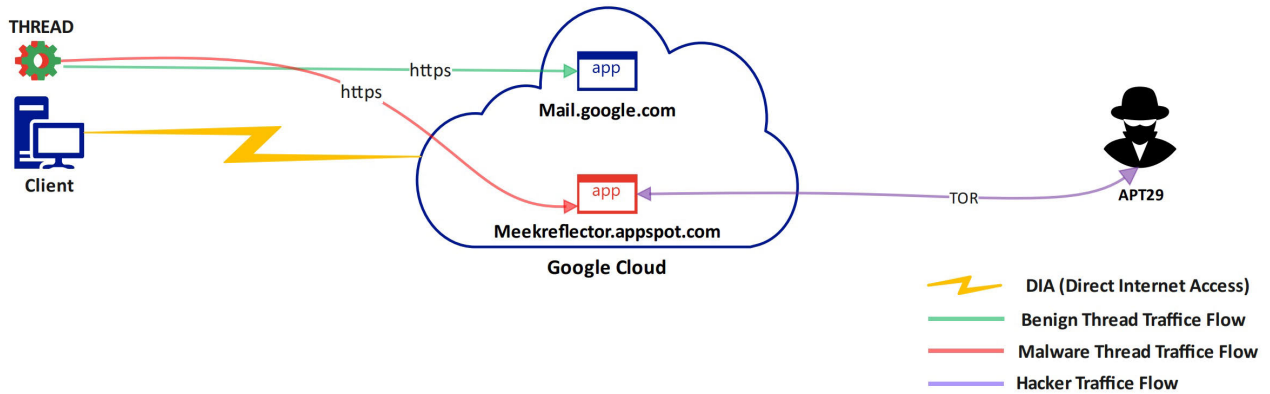 THREAD
https
app
https
Mail.google.com
Client
app
TOR
APT29
Meekreflector.appspot.com
Google Cloud
DIA (Direct Internet Access)
Benign Thread Traffice Flow
Malware Thread Traffice Flow
Hacker Traffice Flow